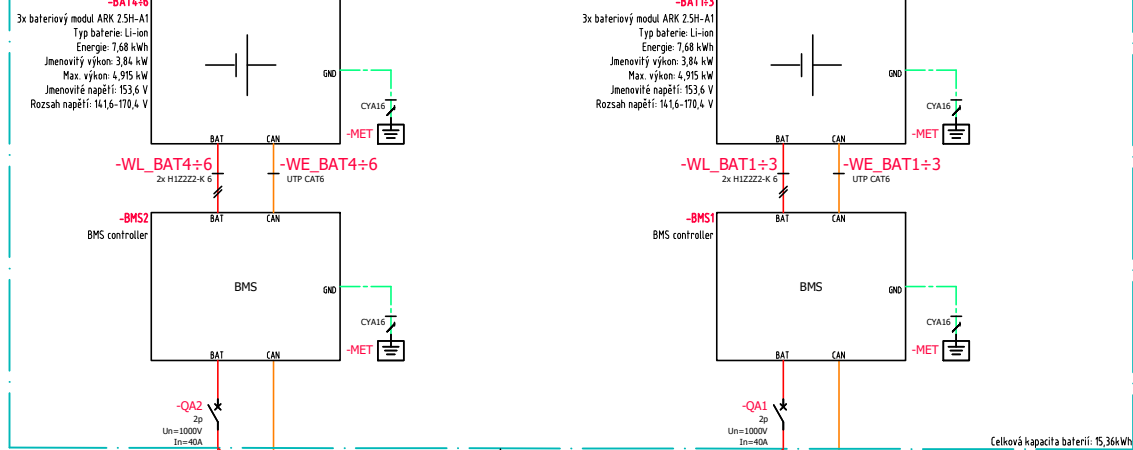 -BAT4÷6
3x bateriový modul ARK 2.5H-A1
Typ baterie: Li-ion
Energie: 7,68 kWh
Jmenovitý výkon: 3,84 kW
Max. výkon: 4,915 kW
Jmenovité napětí: 153,6 V
Rozsah napětí: 141,6-170,4 V
GND
CYA16
-MET
BAT
CAN
-WL_BAT4÷6
2x H1Z2Z2-K 6
-WE_BAT4÷6
UTP CAT6
-BMS2
BMS controller
BAT
CAN
BMS
GND
CYA16
-MET
BAT
CAN
-QA2
2p
Un=1000V
In=40A
-BAT1÷3
3x bateriový modul ARK 2.5H-A1
Typ baterie: Li-ion
Energie: 7,68 kWh
Jmenovitý výkon: 3,84 kW
Max. výkon: 4,915 kW
Jmenovité napětí: 153,6 V
Rozsah napětí: 141,6-170,4 V
GND
CYA16
-MET
BAT
CAN
-WL_BAT1÷3
2x H1Z2Z2-K 6
-WE_BAT1÷3
UTP CAT6
-BMS1
BMS controller
BAT
CAN
BMS
GND
CYA16
-MET
BAT
CAN
-QA1
2p
Un=1000V
In=40A
Celková kapacita baterií: 15,36kWh